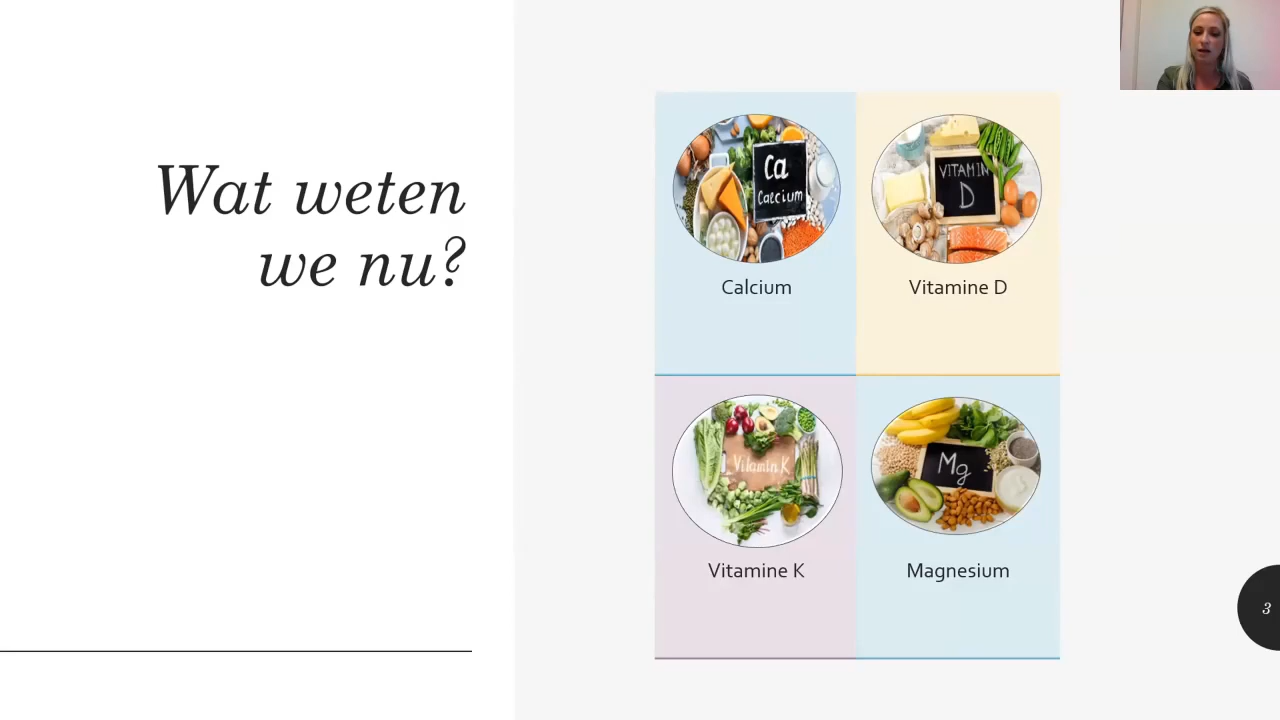 Wat weten
we nu?
Ca
Calcium
VITAMIN
D
Calcium
Vitamine D
Vitamin K
Mg
Vitamine K
Magnesium
3